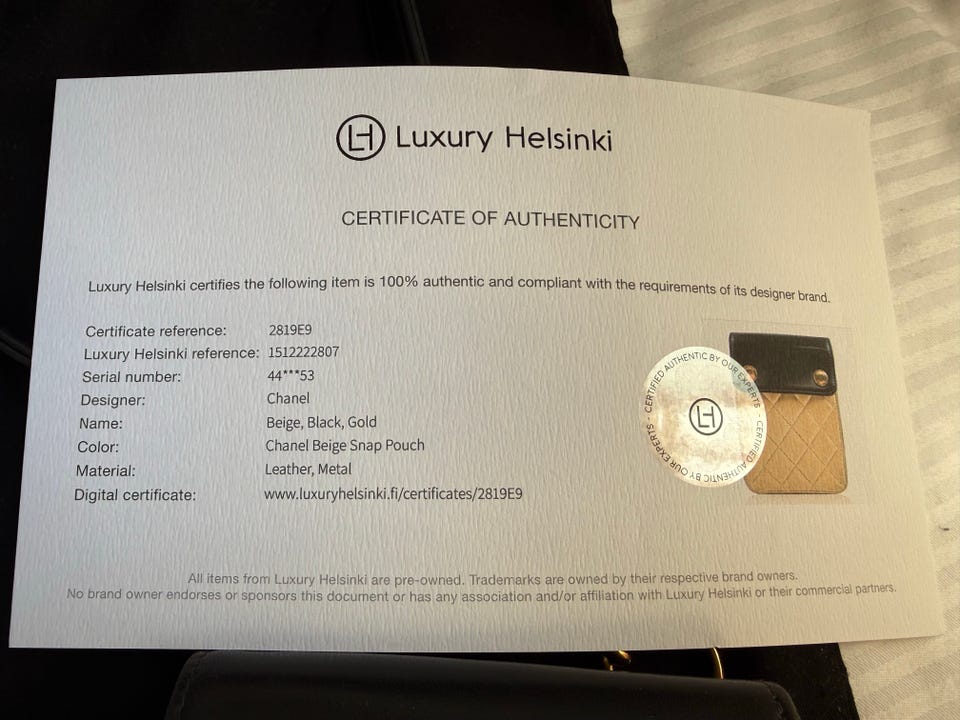 LH Luxury Helsinki
CERTIFICATE OF AUTHENTICITY
Luxury Helsinki certifies the following item is 100% authentic and compliant with the requirements of its designer brand.
Certificate reference: 2819E9
Luxury Helsinki reference: 1512222807
Serial number: 44***53
Designer: Chanel
Name: Beige, Black, Gold
Color: Chanel Beige Snap Pouch
Material: Leather, Metal
Digital certificate: www.luxuryhelsinki.fi/certificates/2819E9
CERTIFIED AUTHENTIC BY OUR EXPERTS - CERTIFIED AUTHENTIC BY OUR EXPERTS -
LH
All items from Luxury Helsinki are pre-owned. Trademarks are owned by their respective brand owners.
No brand owner endorses or sponsors this document or has any association and/or affiliation with Luxury Helsinki or their commercial partners.